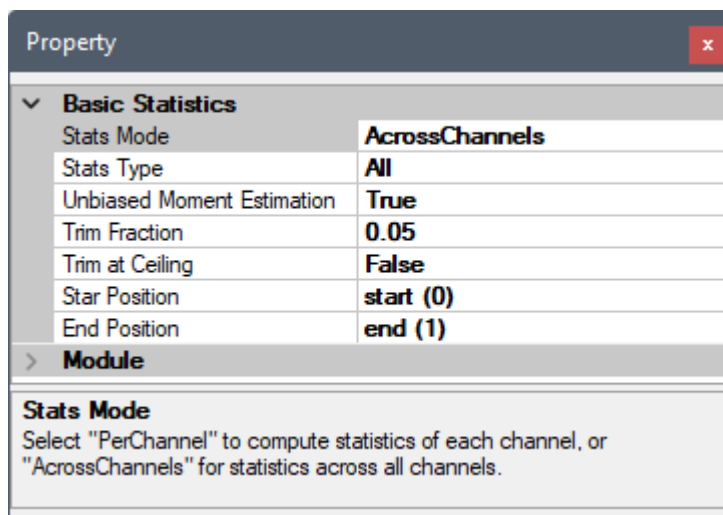 Property
x
Basic Statistics
Stats Mode AcrossChannels
Stats Type All
Unbiased Moment Estimation True
Trim Fraction 0.05
Trim at Ceiling False
Star Position start (0)
End Position end (1)
Module
Stats Mode
Select "PerChannel" to compute statistics of each channel, or
"AcrossChannels" for statistics across all channels.